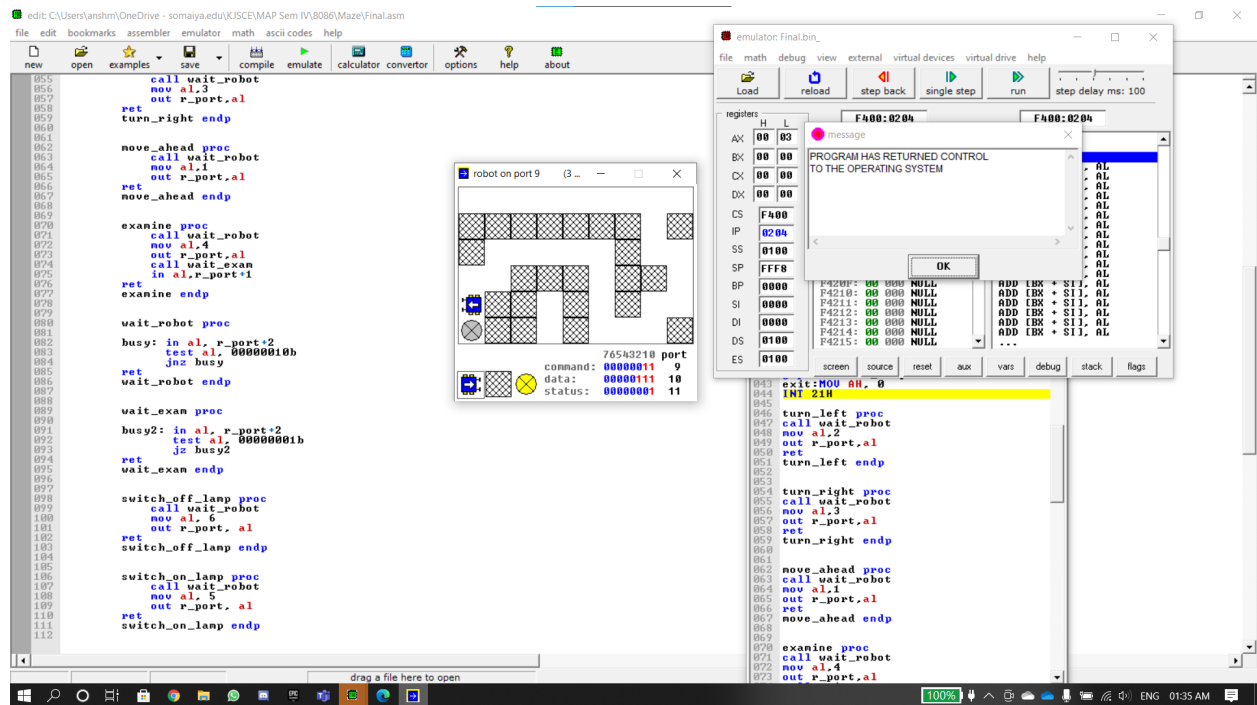 edit: C:\Users\anshm\OneDrive - somaiya.edu\KJSCE\MAP Sem IV\8086\Maze\Final.asm
file edit bookmarks assembler emulator math ascii codes help
new open examples save compile emulate calculator convertor options help about
055 call wait_robot
056 mov al,3
057 out r_port,al
058 ret
059 turn_right endp
060
061
062 move_ahead proc
063 call wait_robot
064 mov al,1
065 out r_port,al
066 ret
067 move_ahead endp
068
069
070 examine proc
071 call wait_robot
072 mov al,4
073 out r_port,al
074 call wait_exam
075 in al,r_port+1
076 ret
077 examine endp
078
079
080 wait_robot proc
081
082 busy: in al, r_port+2
083 test al, 00000010b
084 jnz busy
085 ret
086 wait_robot endp
087
088
089 wait_exam proc
090
091 busy2: in al, r_port+2
092 test al, 00000001b
093 jz busy2
094 ret
095 wait_exam endp
096
097
098 switch_off_lamp proc
099 call wait_robot
100 mov al, 6
101 out r_port, al
102 ret
103 switch_off_lamp endp
104
105
106 switch_on_lamp proc
107 call wait_robot
108 mov al, 5
109 out r_port, al
110 ret
111 switch_on_lamp endp
112
drag a file here to open
robot on port 9 (3 ...
76543210 port
command: 00000011 9
data: 00000111 10
status: 00000001 11
emulator: Final.bin_
file math debug view external virtual devices virtual drive help
Load reload step back single step run step delay ms: 100
registers F400:0204 F400:0204
H L
AX 00 03
BX 00 00
CX 00 00
DX 00 00
CS F400
IP 0204
SS 0100
SP FFF8
BP 0000
SI 0000
DI 0000
DS 0100
ES 0100
message
PROGRAM HAS RETURNED CONTROL
TO THE OPERATING SYSTEM
OK
, AL
, AL
, AL
, AL
, AL
, AL
, AL
, AL
, AL
, AL
, AL
F420F: 00 000 NULL ADD [BX + SI], AL
F4210: 00 000 NULL ADD [BX + SI], AL
F4211: 00 000 NULL ADD [BX + SI], AL
F4212: 00 000 NULL ADD [BX + SI], AL
F4213: 00 000 NULL ADD [BX + SI], AL
F4214: 00 000 NULL ADD [BX + SI], AL
F4215: 00 000 NULL ...
screen source reset aux vars debug stack flags
043 exit:MOV AH, 0
044 INT 21H
045
046 turn_left proc
047 call wait_robot
048 mov al,2
049 out r_port,al
050 ret
051 turn_left endp
052
053
054 turn_right proc
055 call wait_robot
056 mov al,3
057 out r_port,al
058 ret
059 turn_right endp
060
061
062 move_ahead proc
063 call wait_robot
064 mov al,1
065 out r_port,al
066 ret
067 move_ahead endp
068
069
070 examine proc
071 call wait_robot
072 mov al,4
073 out r_port,al
100% ENG 01:35 AM